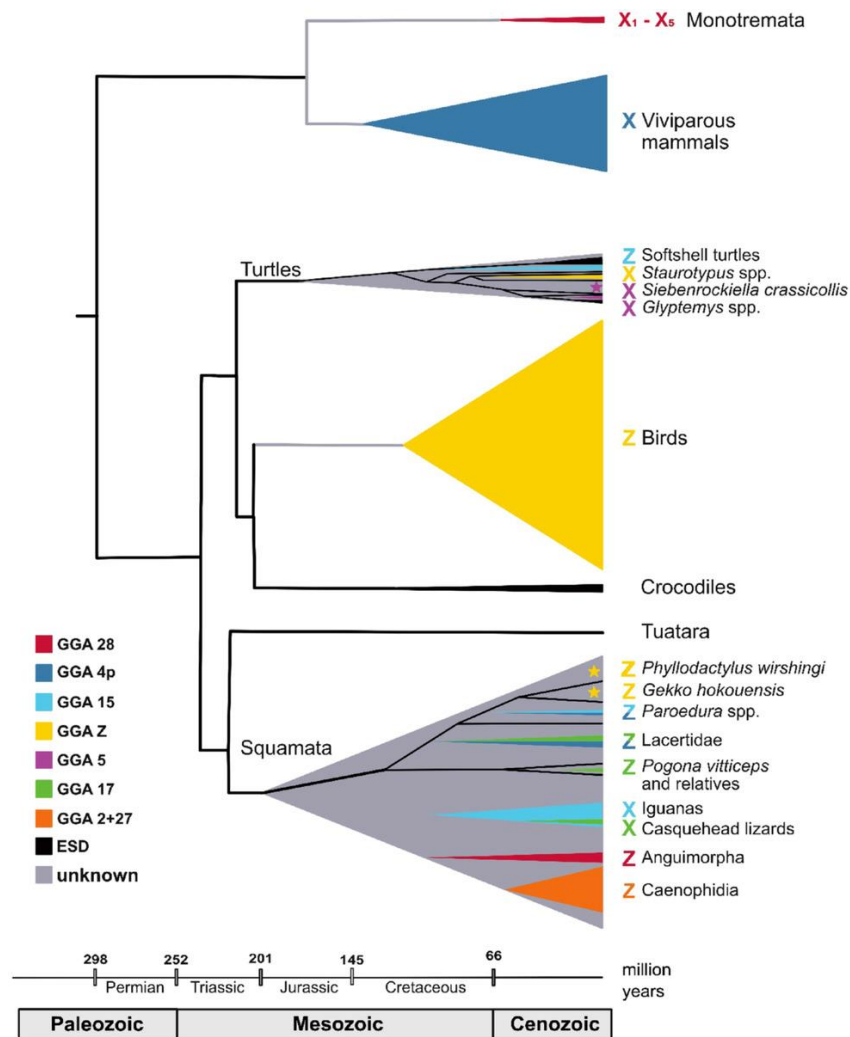 X₁ - X₅ Monotremata
X Viviparous
mammals
Turtles
Z Softshell turtles
X Staurotypus spp.
X Siebenrockiella crassicollis
X Glyptemys spp.
Z Birds
Crocodiles
Tuatara
Squamata
Z Phyllodactylus wirshingi
Z Gekko hokouensis
Z Paroedura spp.
Z Lacertidae
Z Pogona vitticeps
and relatives
X Iguanas
X Casquehead lizards
Z Anguimorpha
Z Caenophidia
GGA 28
GGA 4p
GGA 15
GGA Z
GGA 5
GGA 17
GGA 2+27
ESD
unknown
298 252 201 145 66
Permian Triassic Jurassic Cretaceous
million
years
Paleozoic Mesozoic Cenozoic